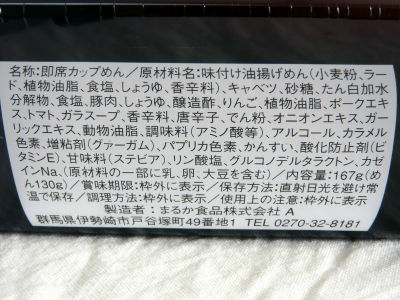 名称:即席カップめん/原材料名:味付け油揚げめん(小麦粉、ラー
ド、植物油脂、食塩、しょうゆ、香辛料)、キャベツ、砂糖、たん白加水
分解物、食塩、豚肉、しょうゆ、醸造酢、りんご、植物油脂、ポークエキ
ス、トマト、ガラスープ、香辛料、唐辛子、でん粉、オニオンエキス、ガー
リックエキス、動物油脂、調味料(アミノ酸等)、アルコール、カラメル
色素、増粘剤(グァーガム)、パプリカ色素、かんすい、酸化防止剤(ビ
タミンE)、甘味料(ステビア)、リン酸塩、グルコノデルタラクトン、カゼ
インNa、(原材料の一部に乳、卵、大豆を含む)/内容量:167g(め
ん130g)/賞味期限:枠外に表示/保存方法:直射日光を避け常
温で保存/調理方法:枠外に表示/使用上の注意:枠外に表示/
製造者:まるか食品株式会社 A
群馬県伊勢崎市戸谷塚町49番地1 TEL 0270-32-8181